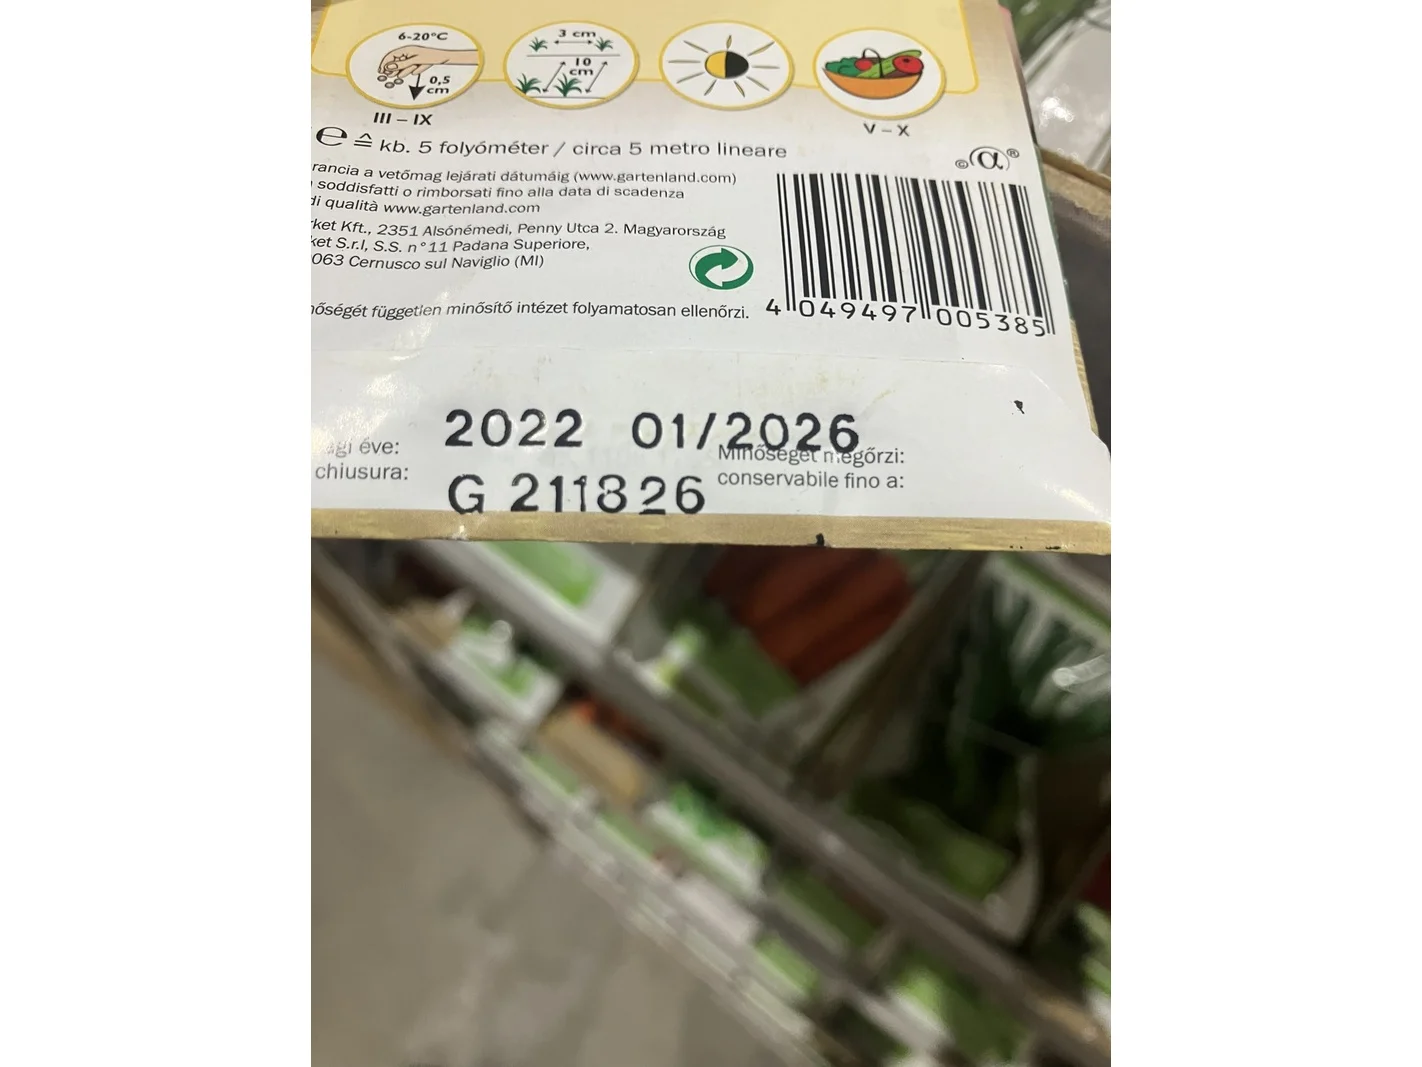 6-20°C
0,5
cm
3 cm
10
cm
III – IX
V – X
e ≙ kb. 5 folyóméter / circa 5 metro lineare
© α ®
rancia a vetőmag lejárati dátumáig (www.gartenland.com)
soddisfatti o rimborsati fino alla data di scadenza
di qualità www.gartenland.com
ket Kft., 2351 Alsónémedi, Penny Utca 2. Magyarország
ket S.r.l, S.S. n°11 Padana Superiore,
063 Cernusco sul Naviglio (MI)
őségét független minősítő intézet folyamatosan ellenőrzi.
4 049497 005385
2022 01/2026
gi éve:
Minőségét megőrzi:
chiusura:
conservabile fino a:
G 211826